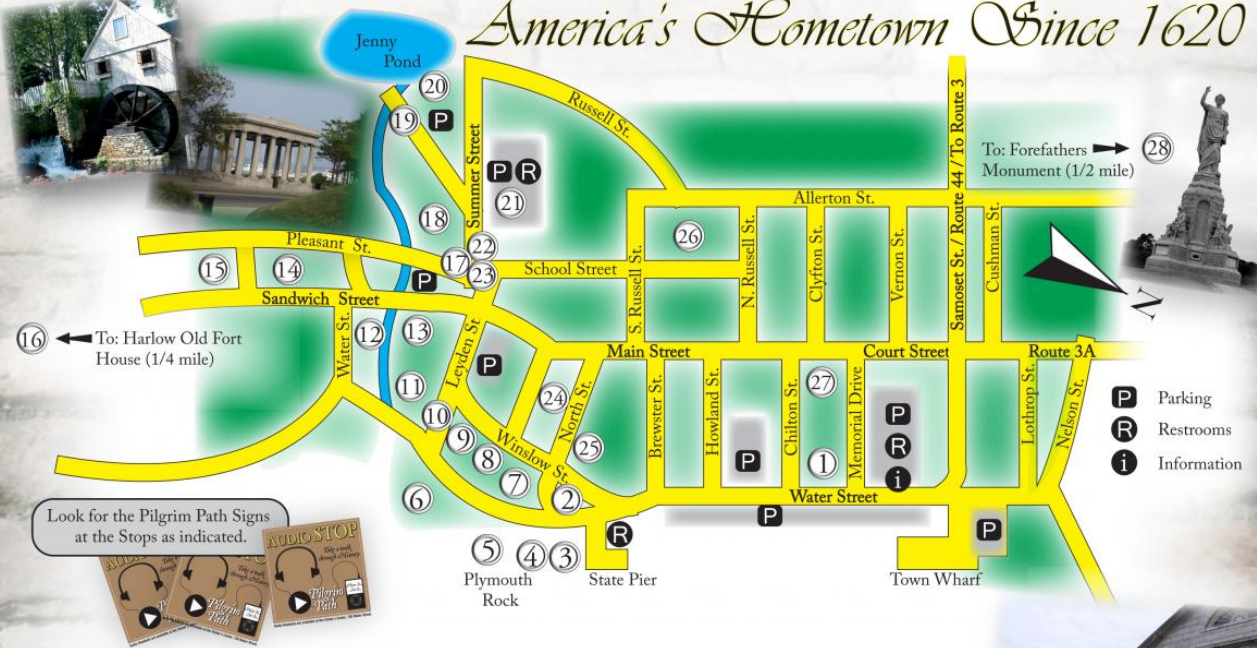 America's Hometown Since 1620
Jenny
Pond
20
19
P
Summer Street
Russell St.
P R
21
18
22
17
23
Pleasant St.
15
14
P
School Street
Sandwich Street
S. Russell St.
26
N. Russell St.
Allerton St.
Clyfton St.
Vernon St.
Samoset St. / Route 44 / To Route 3
Cushman St.
To: Forefathers
Monument (1/2 mile)
28
N
16
To: Harlow Old Fort
House (1/4 mile)
Water St.
12
13
11
10
Leyden St.
P
Main Street
Court Street
Route 3A
24
North St.
25
Winslow St.
9
8
7
6
2
Brewster St.
Howland St.
P
Chilton St.
27
1
Memorial Drive
P
R
i
Lothrop St.
Nelson St.
P Parking
R Restrooms
i Information
Water Street
P
P
R
5
4
3
Plymouth
Rock
State Pier
Town Wharf
Look for the Pilgrim Path Signs
at the Stops as indicated.
AUDIO STOP
Take a walk
through History
Pilgrim
Path